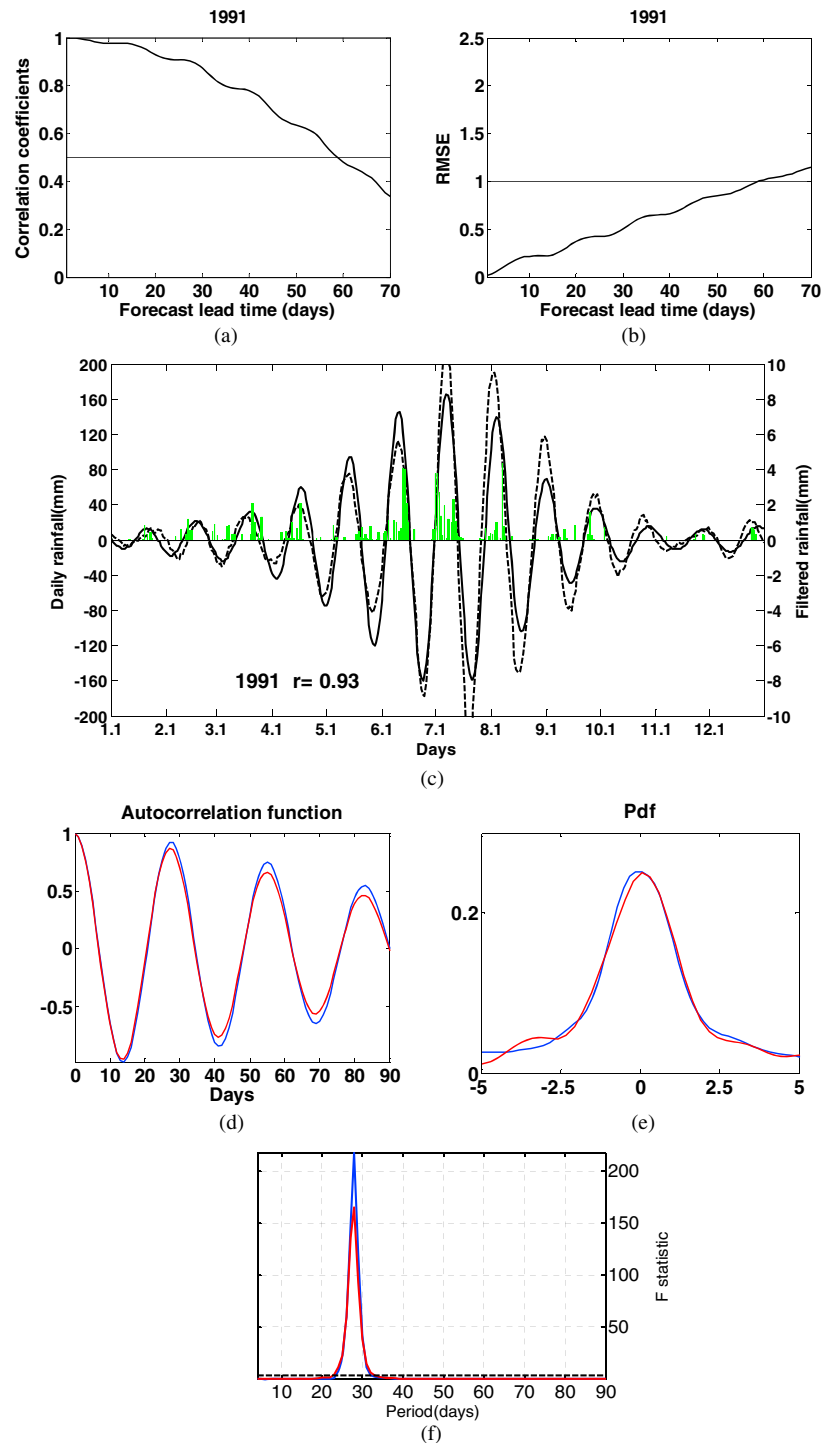 1991
1
0.8
0.6
0.4
0.2
0
Correlation coefficients
10 20 30 40 50 60 70
Forecast lead time (days)
(a)
1991
2.5
2
1.5
1
0.5
0
RMSE
10 20 30 40 50 60 70
Forecast lead time (days)
(b)
200
160
120
80
40
0
-40
-80
-120
-160
-200
Daily rainfall(mm)
10
8
6
4
2
0
-2
-4
-6
-8
-10
Filtered rainfall(mm)
1991 r= 0.93
1.1 2.1 3.1 4.1 5.1 6.1 7.1 8.1 9.1 10.1 11.1 12.1
Days
(c)
Autocorrelation function
1
0.5
0
-0.5
0 10 20 30 40 50 60 70 80 90
Days
(d)
Pdf
0.2
0
-5 -2.5 0 2.5 5
(e)
200
150
100
50
F statistic
10 20 30 40 50 60 70 80 90
Period(days)
(f)